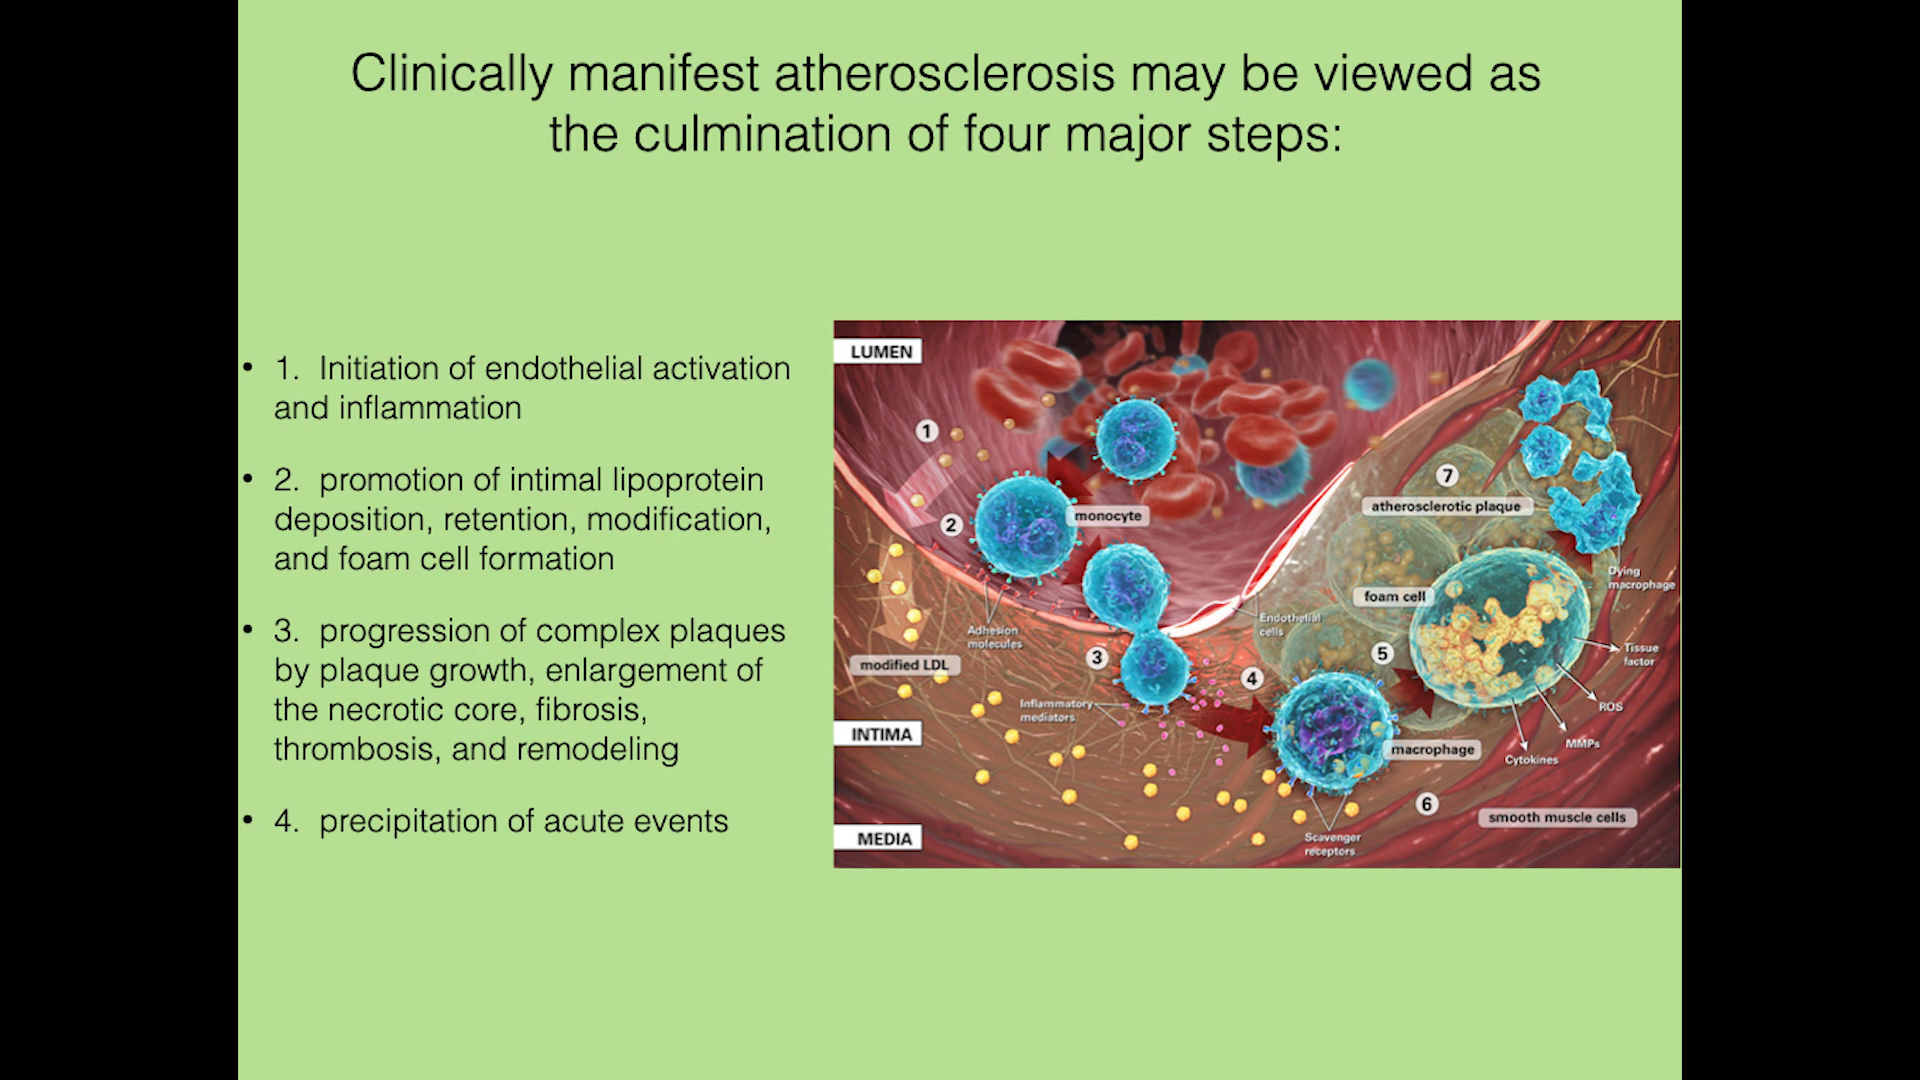 Clinically manifest atherosclerosis may be viewed as
the culmination of four major steps:
• 1. Initiation of endothelial activation
and inflammation
• 2. promotion of intimal lipoprotein
deposition, retention, modification,
and foam cell formation
• 3. progression of complex plaques
by plaque growth, enlargement of
the necrotic core, fibrosis,
thrombosis, and remodeling
• 4. precipitation of acute events
LUMEN
1
2
monocyte
Adhesion
molecules
modified LDL
3
Inflammatory
mediators
INTIMA
MEDIA
Endothelial
cells
4
macrophage
Scavenger
receptors
5
foam cell
6
smooth muscle cells
7
atherosclerotic plaque
Dying
macrophage
Tissue
factor
ROS
MMPs
Cytokines